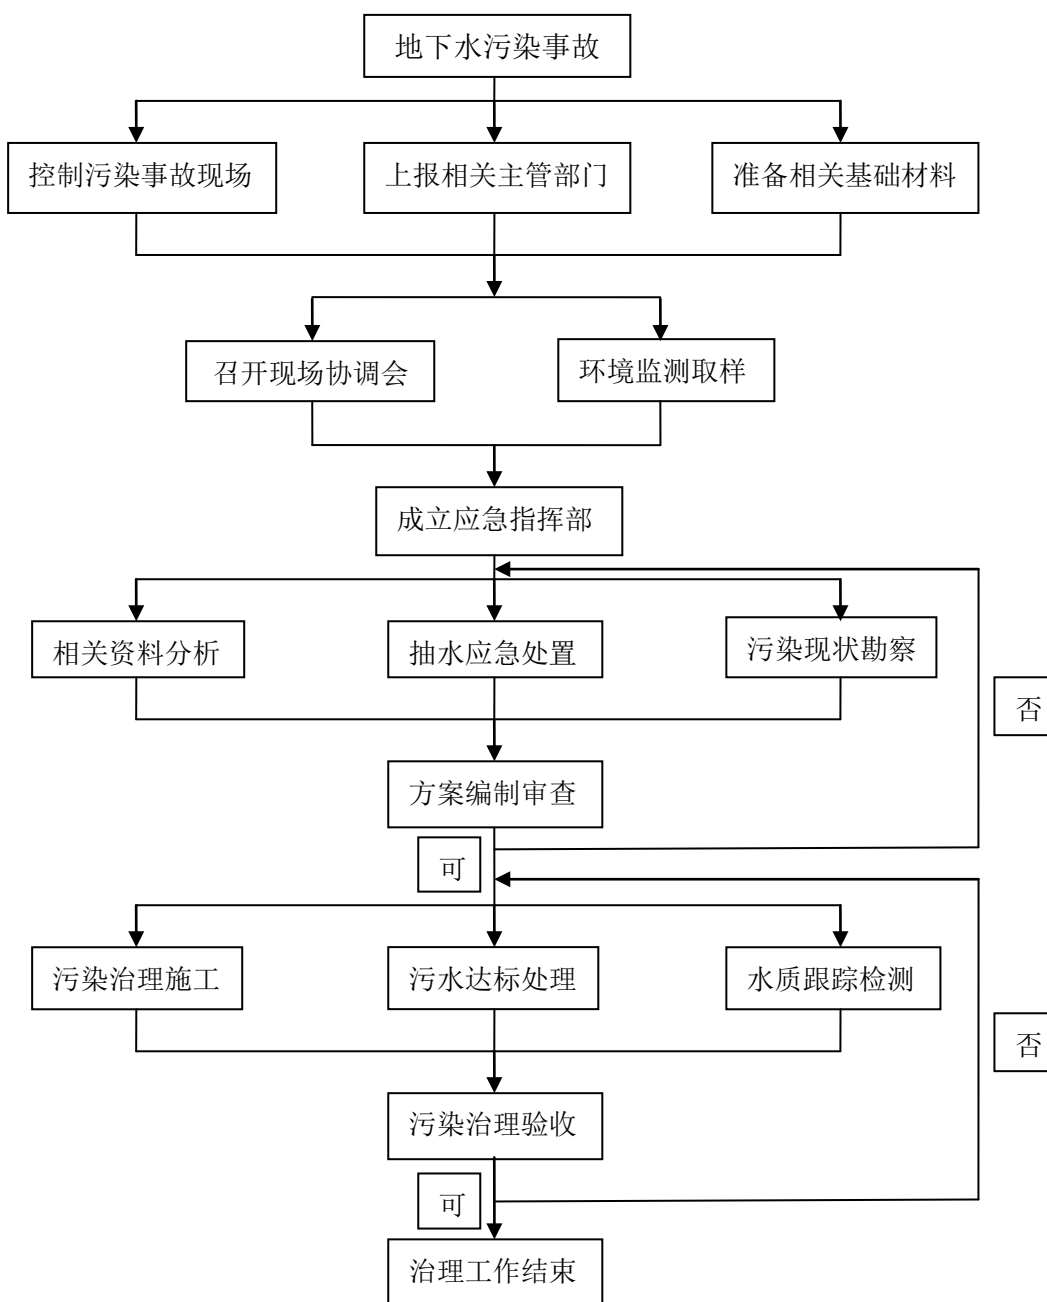 地下水污染事故
控制污染事故现场
上报相关主管部门
准备相关基础材料
召开现场协调会
环境监测取样
成立应急指挥部
相关资料分析
抽水应急处置
污染现状勘察
否
方案编制审查
可
污染治理施工
污水达标处理
水质跟踪检测
否
污染治理验收
可
治理工作结束